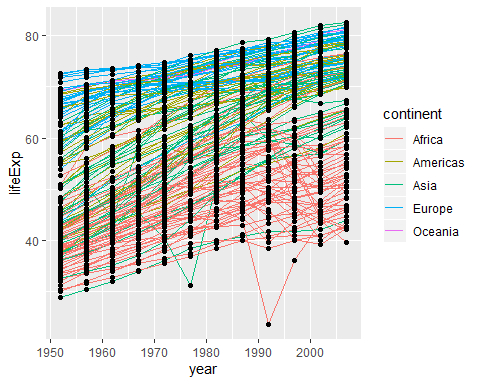 80
60
40
lifeExp
1950
1960
1970
1980
1990
2000
year
continent
Africa
Americas
Asia
Europe
Oceania